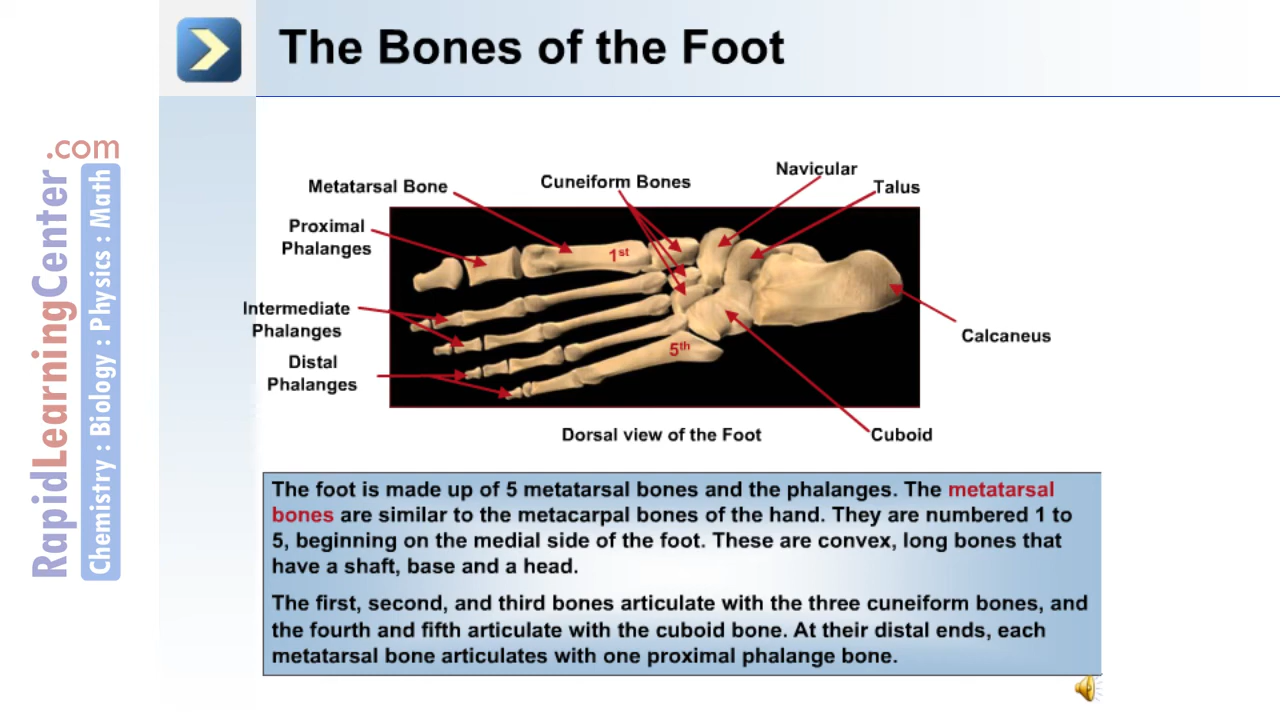 The Bones of the Foot
RapidLearningCenter.com
Chemistry : Biology : Physics : Math
Metatarsal Bone
Cuneiform Bones
Navicular
Talus
Proximal
Phalanges
1st
Intermediate
Phalanges
Calcaneus
5th
Distal
Phalanges
Dorsal view of the Foot
Cuboid
The foot is made up of 5 metatarsal bones and the phalanges. The metatarsal
bones are similar to the metacarpal bones of the hand. They are numbered 1 to
5, beginning on the medial side of the foot. These are convex, long bones that
have a shaft, base and a head.
The first, second, and third bones articulate with the three cuneiform bones, and
the fourth and fifth articulate with the cuboid bone. At their distal ends, each
metatarsal bone articulates with one proximal phalange bone.